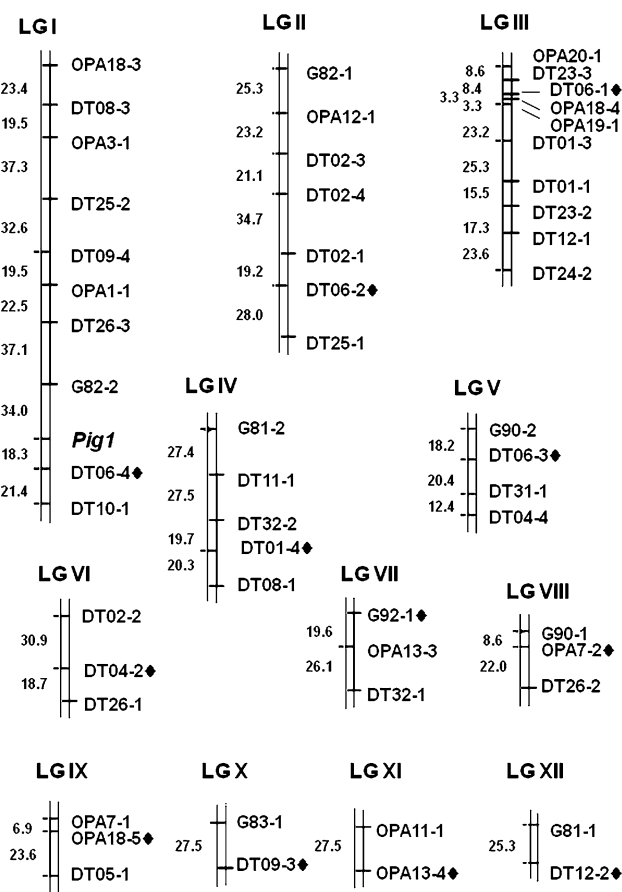 LG I
OPA18-3
23.4
DT08-3
19.5
OPA3-1
37.3
DT25-2
32.6
DT09-4
19.5
OPA1-1
22.5
DT26-3
37.1
G82-2
34.0
Pig1
18.3
DT06-4♦
21.4
DT10-1
LG II
G82-1
25.3
OPA12-1
23.2
DT02-3
21.1
DT02-4
34.7
DT02-1
19.2
DT06-2♦
28.0
DT25-1
LG III
OPA20-1
8.6
DT23-3
8.4
DT06-1♦
3.3
OPA18-4
3.3
OPA19-1
23.2
DT01-3
25.3
DT01-1
15.5
DT23-2
17.3
DT12-1
23.6
DT24-2
LG IV
G81-2
27.4
DT11-1
27.5
DT32-2
19.7
DT01-4♦
20.3
DT08-1
LG V
G90-2
18.2
DT06-3♦
20.4
DT31-1
12.4
DT04-4
LG VI
DT02-2
30.9
DT04-2♦
18.7
DT26-1
LG VII
G92-1♦
19.6
OPA13-3
26.1
DT32-1
LG VIII
G90-1
8.6
OPA7-2♦
22.0
DT26-2
LG IX
OPA7-1
6.9
OPA18-5♦
23.6
DT05-1
LG X
G83-1
27.5
DT09-3♦
LG XI
OPA11-1
27.5
OPA13-4♦
LG XII
G81-1
25.3
DT12-2♦